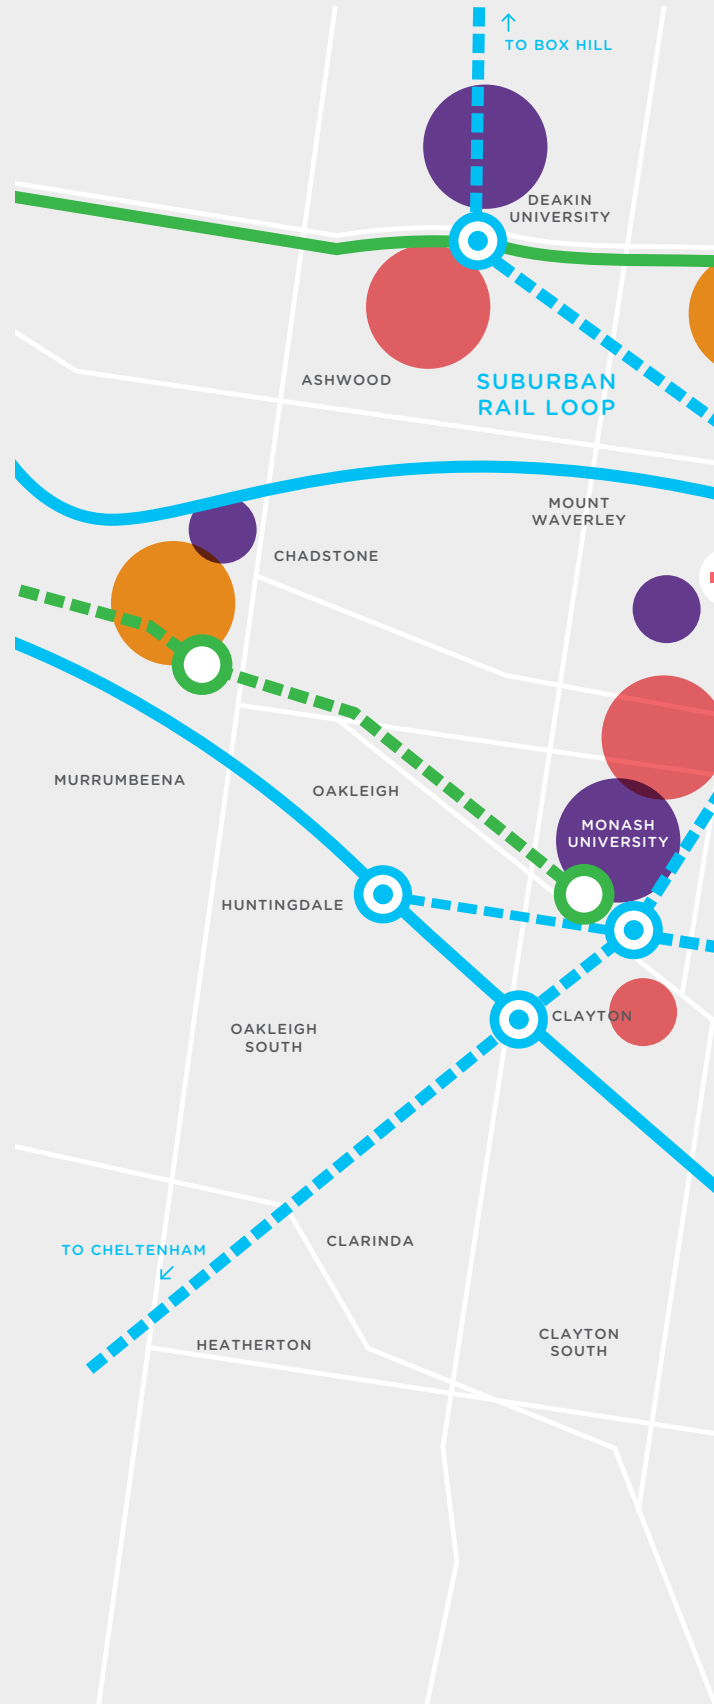 ↑
TO BOX HILL
DEAKIN
UNIVERSITY
ASHWOOD
SUBURBAN
RAIL LOOP
MOUNT
WAVERLEY
CHADSTONE
MURRUMBEENA
OAKLEIGH
MONASH
UNIVERSITY
HUNTINGDALE
CLAYTON
OAKLEIGH
SOUTH
CLARINDA
TO CHELTENHAM
↙
CLAYTON
SOUTH
HEATHERTON